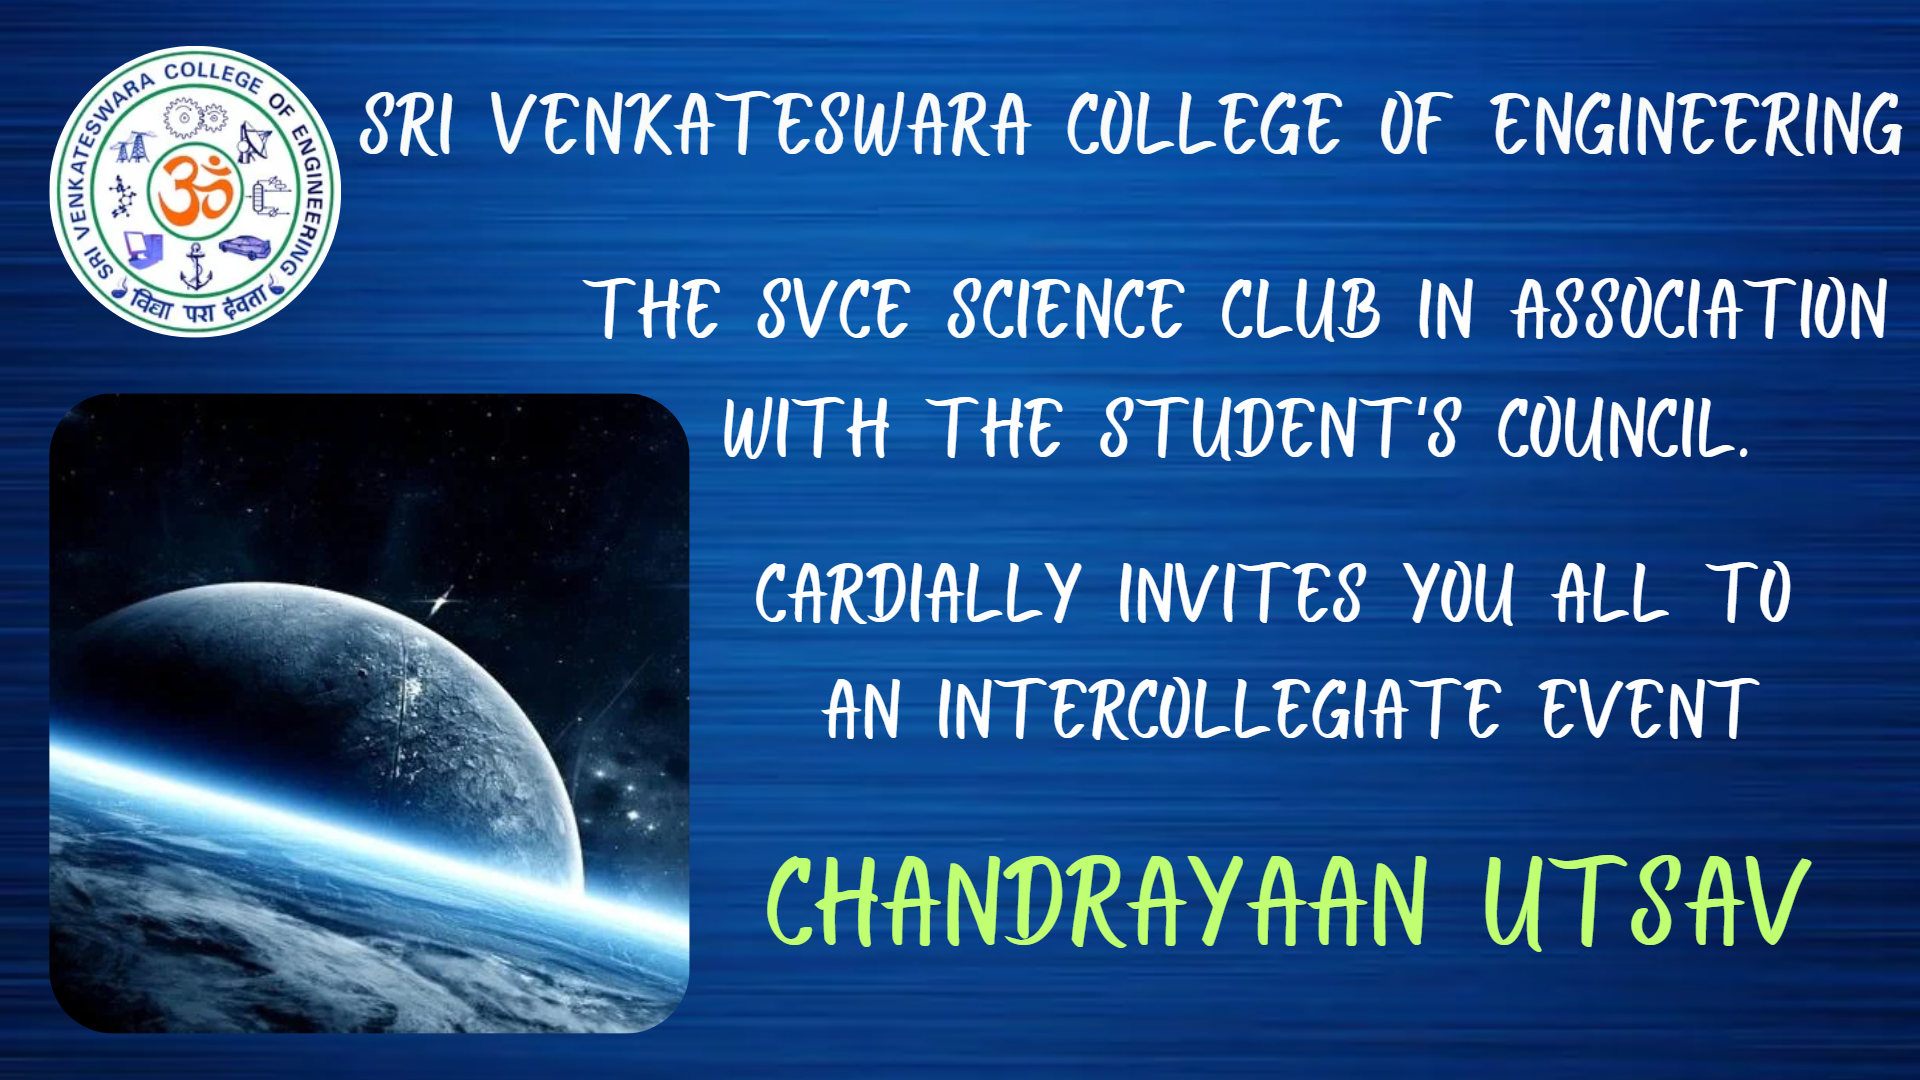 SRI VENKATESWARA COLLEGE OF ENGINEERING
विद्या परा देवता
SRI VENKATESWARA COLLEGE OF ENGINEERING
THE SVCE SCIENCE CLUB IN ASSOCIATION
WITH THE STUDENT'S COUNCIL.
CARDIALLY INVITES YOU ALL TO
AN INTERCOLLEGIATE EVENT
CHANDRAYAAN UTSAV
ॐ